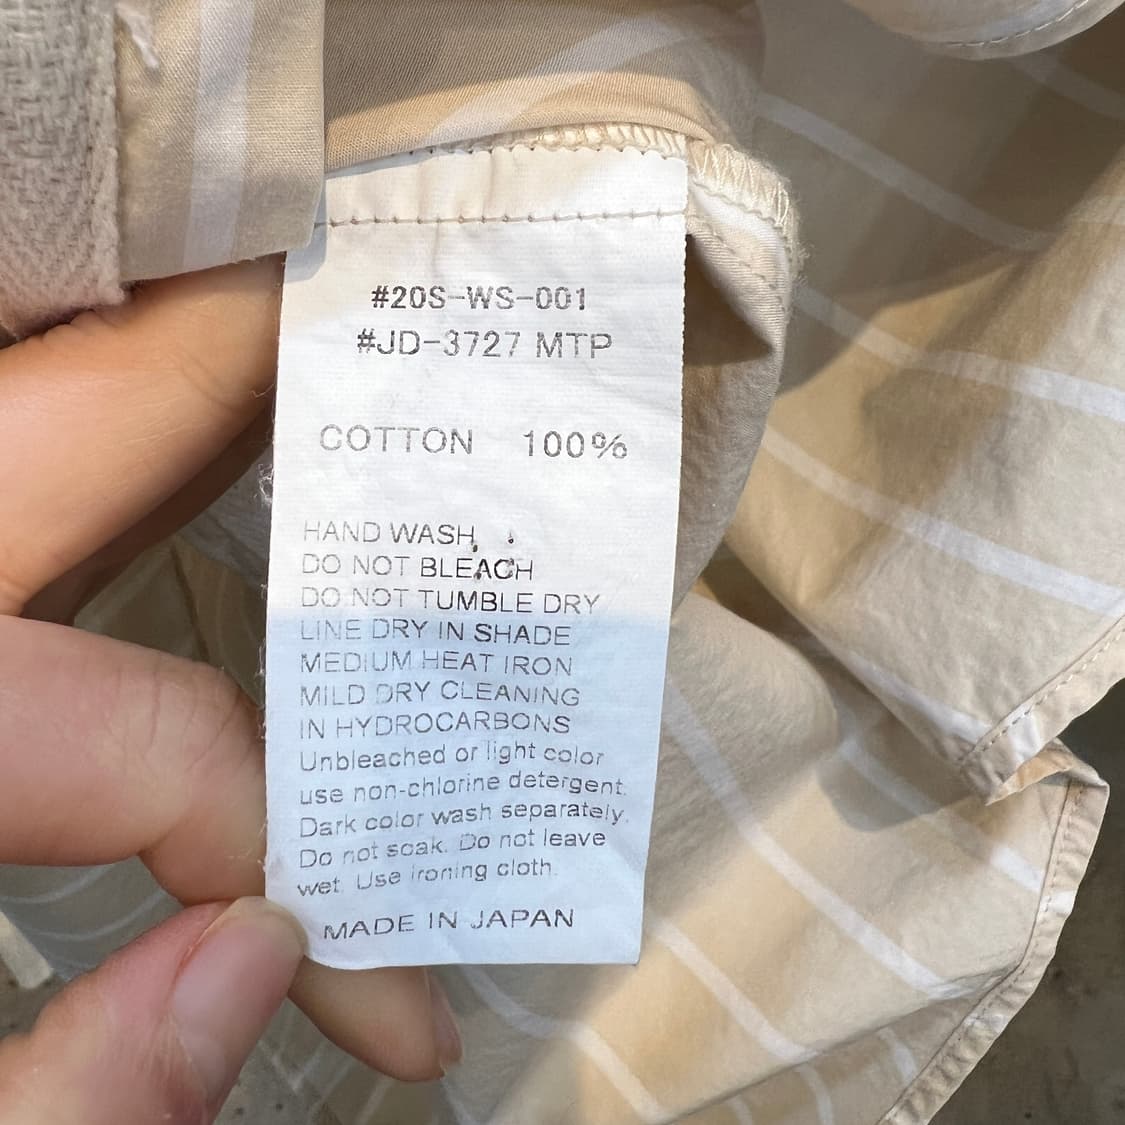 #20S-WS-001
#JD-3727 MTP
COTTON 100%
HAND WASH
DO NOT BLEACH
DO NOT TUMBLE DRY
LINE DRY IN SHADE
MEDIUM HEAT IRON
MILD DRY CLEANING
IN HYDROCARBONS
Unbleached or light color
use non-chlorine detergent.
Dark color wash separately.
Do not soak. Do not leave
wet. Use ironing cloth.
MADE IN JAPAN